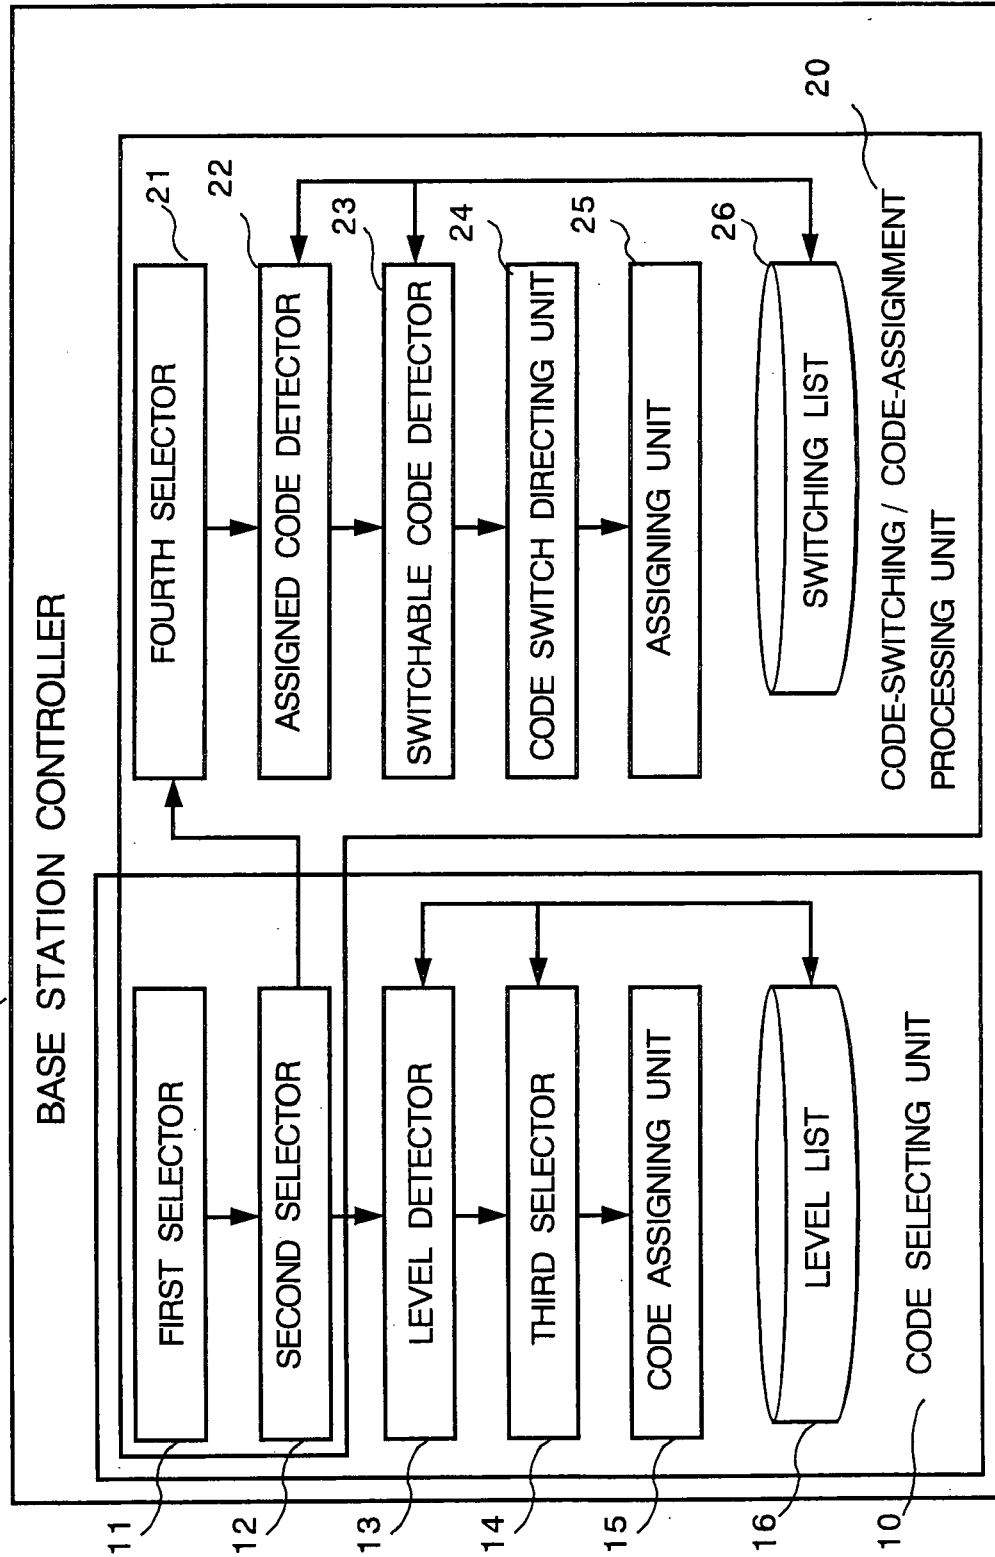 BASE STATION CONTROLLER
11
FIRST SELECTOR
12
SECOND SELECTOR
13
LEVEL DETECTOR
14
THIRD SELECTOR
15
CODE ASSIGNING UNIT
16
LEVEL LIST
10
CODE SELECTING UNIT
FOURTH SELECTOR
21
ASSIGNED CODE DETECTOR
22
SWITCHABLE CODE DETECTOR
23
CODE SWITCH DIRECTING UNIT
24
ASSIGNING UNIT
25
SWITCHING LIST
26
CODE-SWITCHING / CODE-ASSIGNMENT
PROCESSING UNIT
20